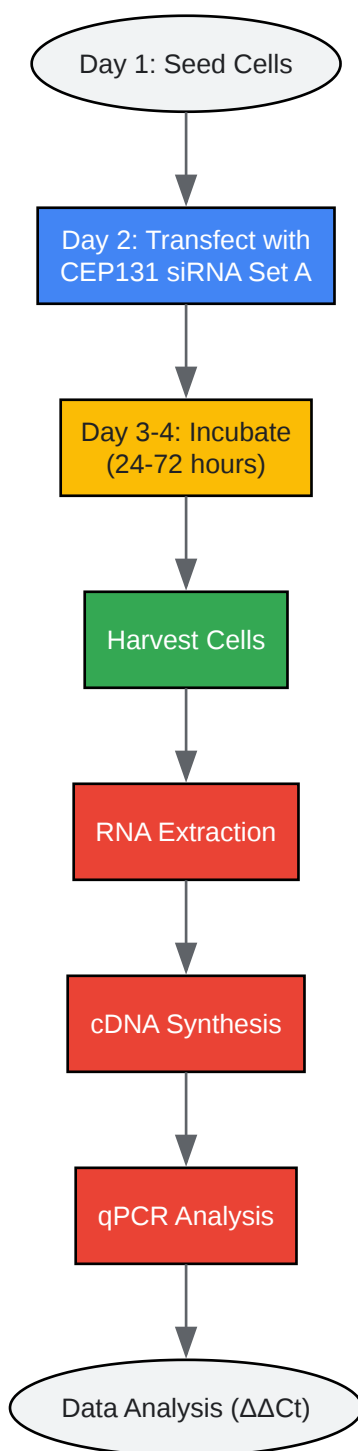 Day 1: Seed Cells
Day 2: Transfect with
CEP131 siRNA Set A
Day 3-4: Incubate
(24-72 hours)
Harvest Cells
RNA Extraction
cDNA Synthesis
qPCR Analysis
Data Analysis (ΔΔCt)